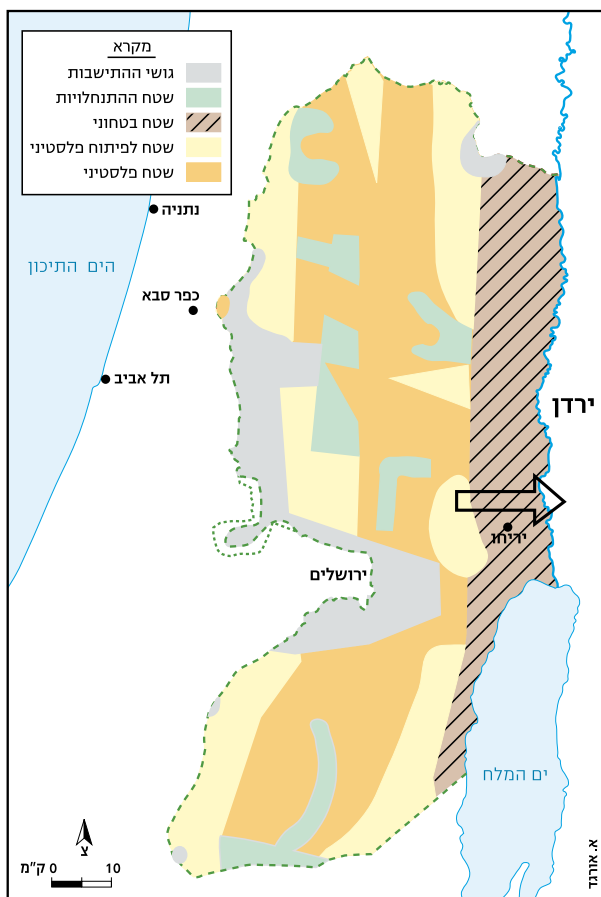 מקרא
גושי ההתישבות
שטח ההתנחלויות
שטח בטחוני
שטח לפיתוח פלסטיני
שטח פלסטיני
נתניה
הים התיכון
כפר סבא
תל אביב
ירדן
יריחו
ירושלים
ים המלח
צ
10 0 ק"מ
א. אורגד